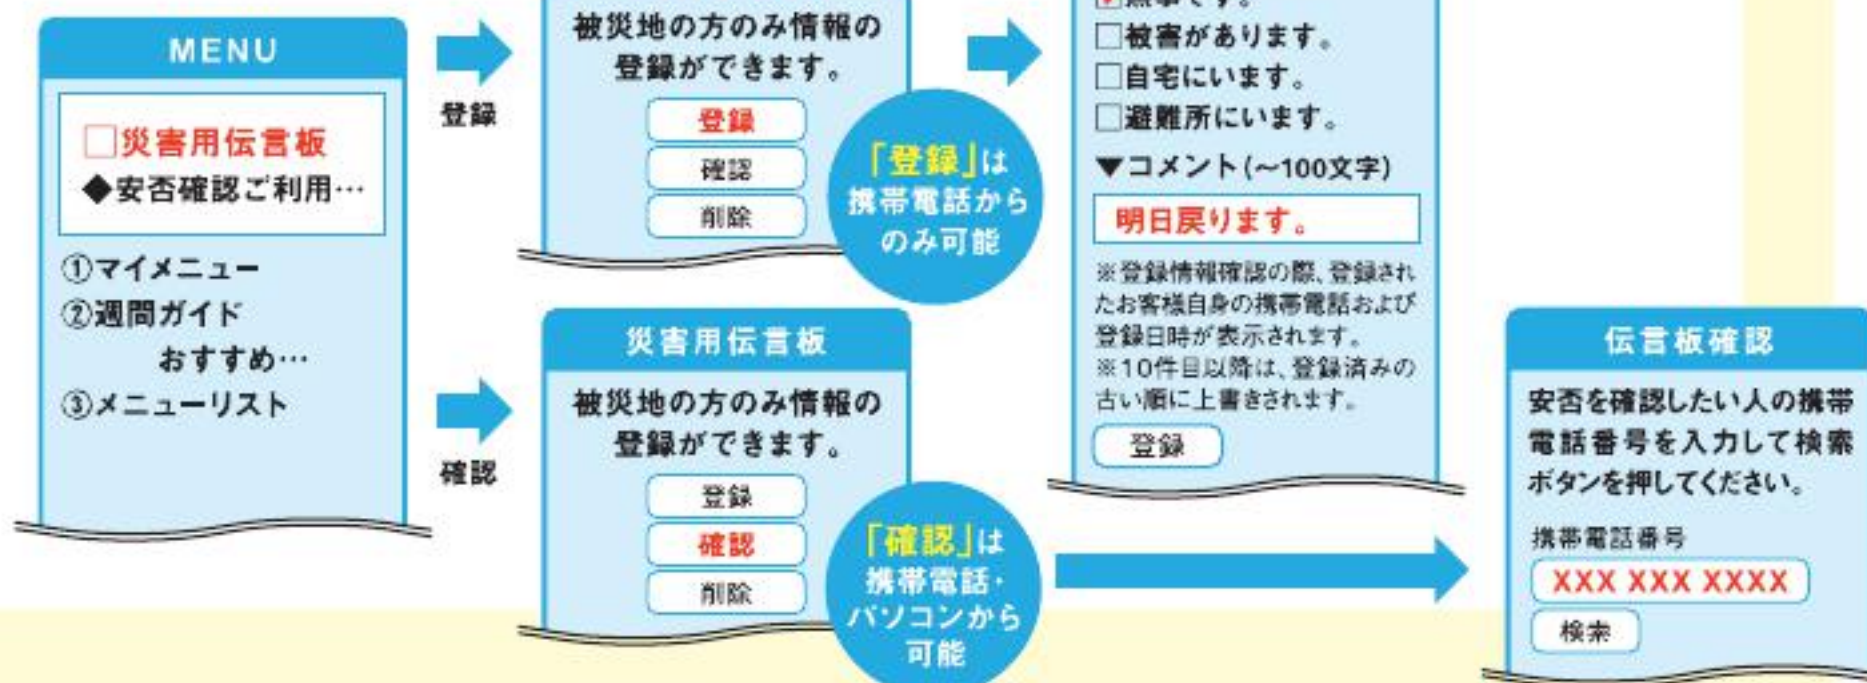 MENU
□災害用伝言板
◆安否確認ご利用…
①マイメニュー
②週間ガイド
おすすめ…
③メニューリスト
登録
被災地の方のみ情報の
登録ができます。
登録
確認
削除
「登録」は
携帯電話から
のみ可能
無事です。
□被害があります。
□自宅にいます。
□避難所にいます。
▼コメント(~100文字)
明日戻ります。
※登録情報確認の際、登録され
たお客様自身の携帯電話および
登録日時が表示されます。
※10件目以降は、登録済みの
古い順に上書きされます。
登録
確認
災害用伝言板
被災地の方のみ情報の
登録ができます。
登録
確認
削除
「確認」は
携帯電話・
パソコンから
可能
伝言板確認
安否を確認したい人の携帯
電話番号を入力して検索
ボタンを押してください。
携帯電話番号
XXX XXX XXXX
検索